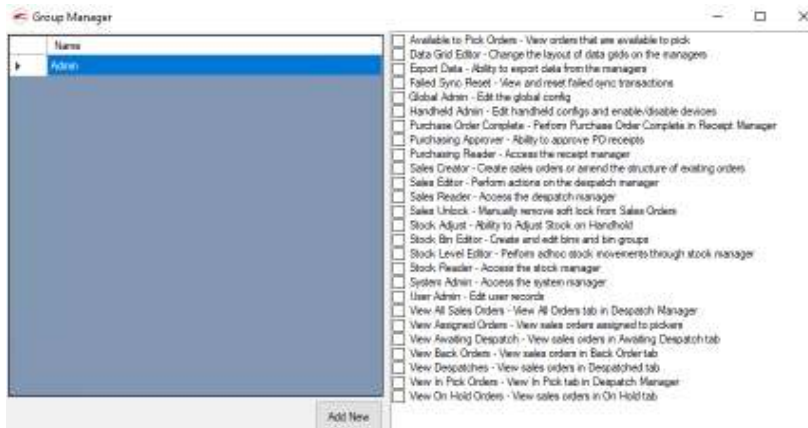 Group Manager
Name
Admin
Available to Pick Orders - View orders that are available to pick
Data Grid Editor - Change the layout of data grids on the managers
Export Data - Ability to export data from the managers
Failed Sync Reset - View and reset failed sync transactions
Global Admin - Edit the global config
Handheld Admin - Edit handheld configs and enable/disable devices
Purchase Order Complete - Perform Purchase Order Complete in Receipt Manager
Purchasing Approver - Ability to approve PO receipts
Purchasing Reader - Access the receipt manager
Sales Creator - Create sales orders or amend the structure of existing orders
Sales Editor - Perform actions on the despatch manager
Sales Reader - Access the despatch manager
Sales Unlock - Manually remove soft lock from Sales Orders
Stock Adjust - Ability to Adjust Stock on Handheld
Stock Bin Editor - Create and edit bins and bin groups
Stock Level Editor - Perform adhoc stock movements through stock manager
Stock Reader - Access the stock manager
System Admin - Access the system manager
User Admin - Edit user records
View All Sales Orders - View All Orders tab in Despatch Manager
View Assigned Orders - View sales orders assigned to pickers
View Awaiting Despatch - View sales orders in Awaiting Despatch tab
View Back Orders - View sales orders in Back Order tab
View Despatches - View sales orders in Despatched tab
View In Pick Orders - View In Pick tab in Despatch Manager
View On Hold Orders - View sales orders in On Hold tab
Add New